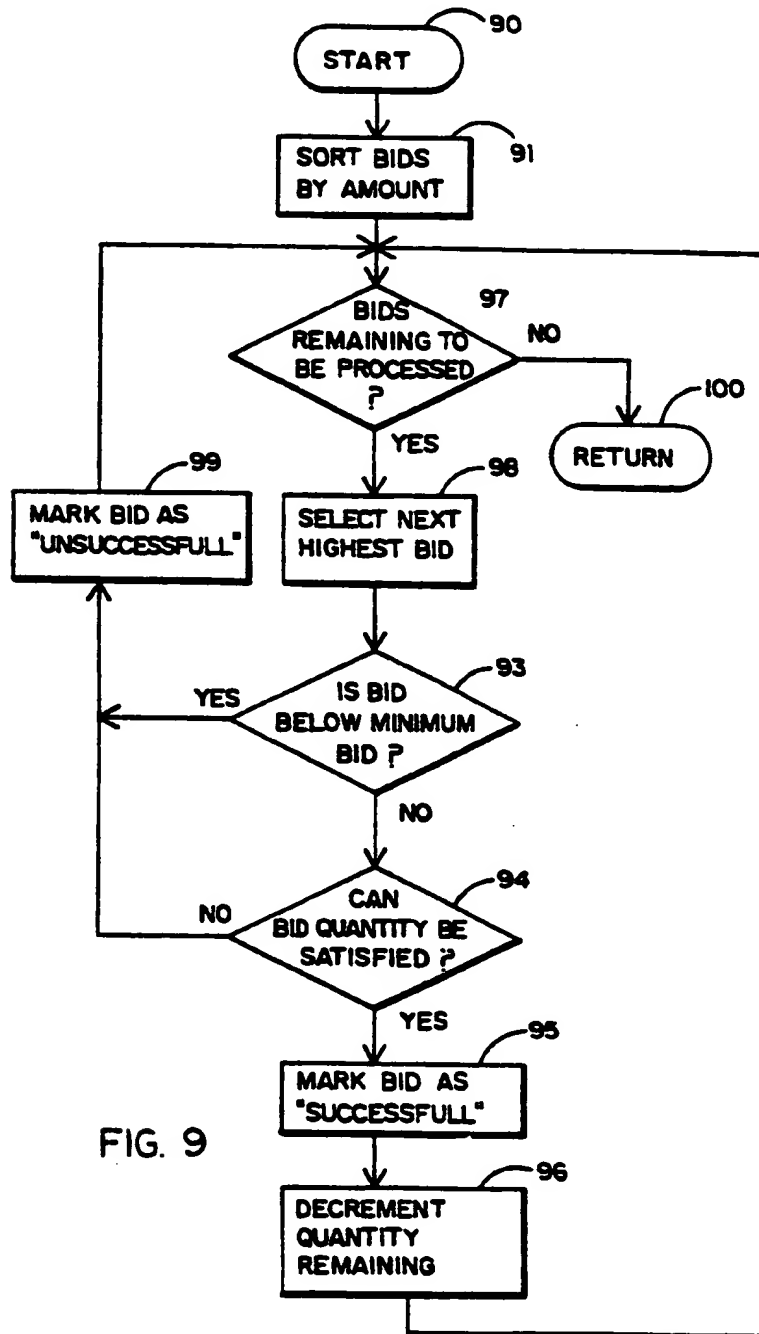 90
START
91
SORT BIDS
BY AMOUNT
97
BIDS
REMAINING TO
BE PROCESSED
?
NO
100
RETURN
YES
98
SELECT NEXT
HIGHEST BID
99
MARK BID AS
"UNSUCCESSFULL"
93
IS BID
BELOW MINIMUM
BID ?
YES
NO
94
CAN
BID QUANTITY BE
SATISFIED ?
NO
YES
95
MARK BID AS
"SUCCESSFULL"
96
DECREMENT
QUANTITY
REMAINING
FIG. 9